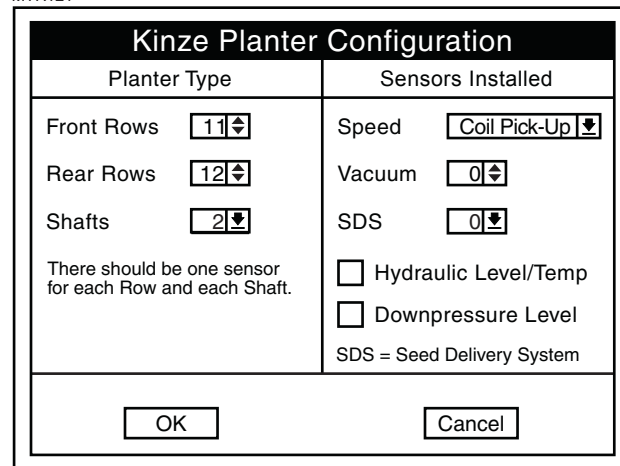 Kinze Planter Configuration
Planter Type
Sensors Installed
Front Rows 11
Speed Coil Pick-Up
Rear Rows 12
Vacuum 0
Shafts 2
SDS 0
There should be one sensor
for each Row and each Shaft.
Hydraulic Level/Temp
Downpressure Level
SDS = Seed Delivery System
OK
Cancel